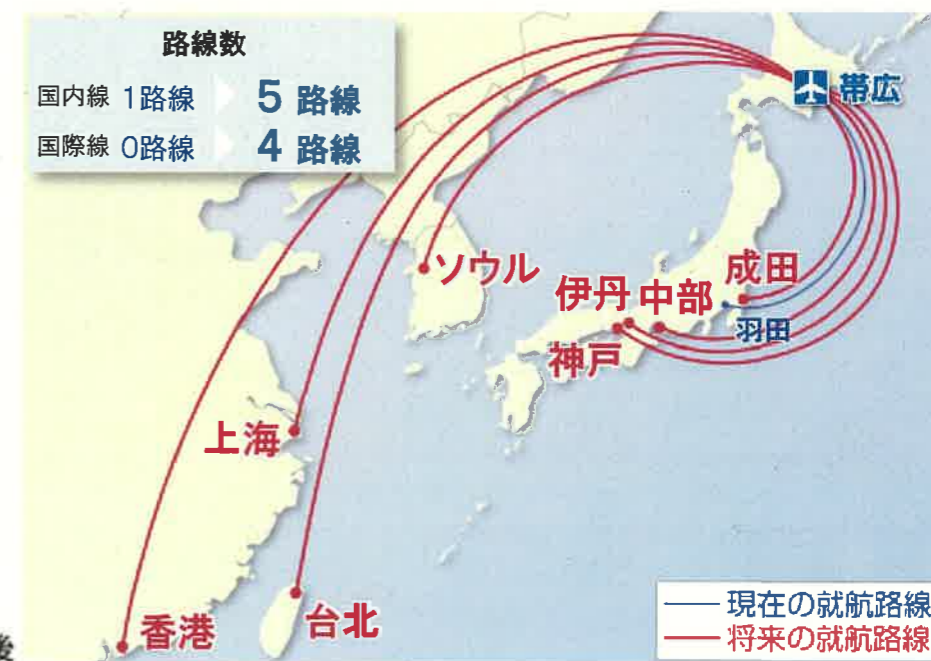 路線数
国内線 1路線 5 路線
国際線 0路線 4 路線
帯広
ソウル
成田
伊丹 中部
羽田
神戸
上海
香港
台北
後
現在の就航路線
将来の就航路線